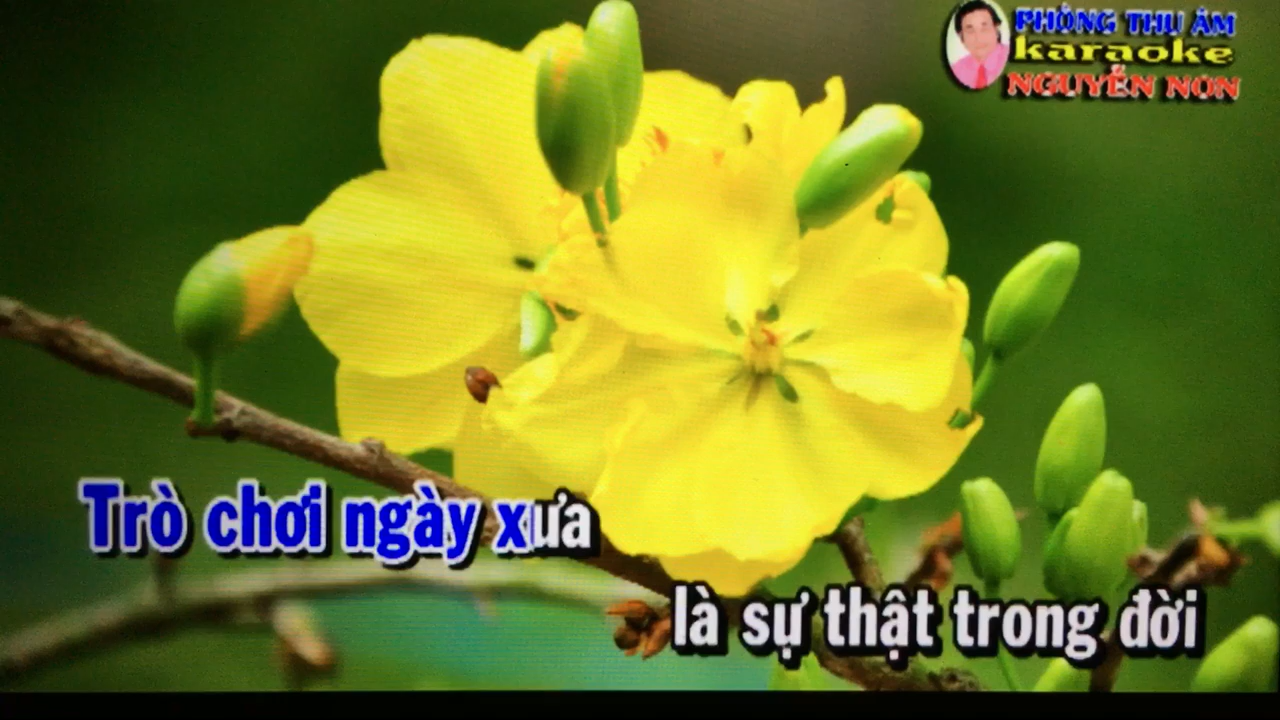 PHÒNG THU ÂM
karaoke
NGUYỄN NON
Trò chơi ngày xưa
là sự thật trong đời